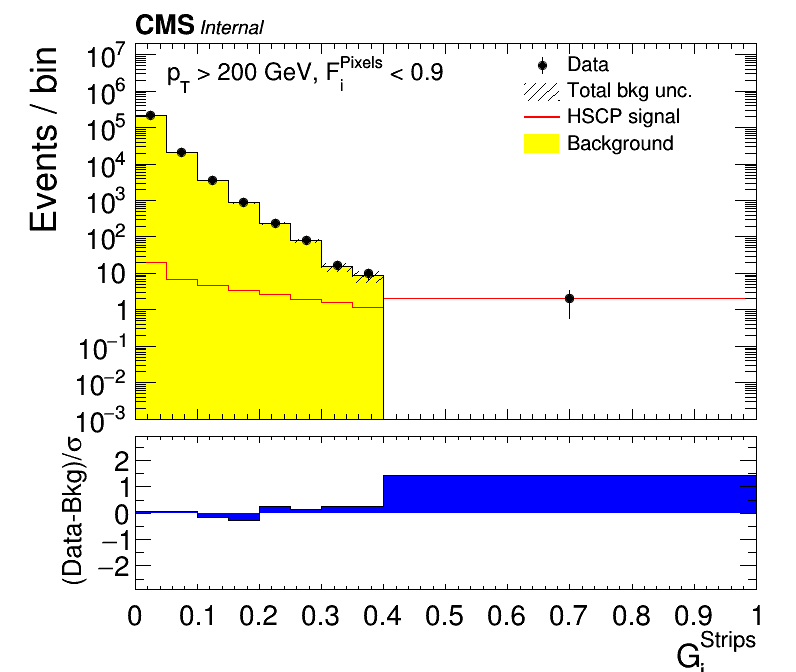 CMS Internal
p_T > 200 GeV, F_i^Pixels < 0.9
Data
Total bkg unc.
HSCP signal
Background
Events / bin
10^7
10^6
10^5
10^4
10^3
10^2
10
1
10^−1
10^−2
10^−3
(Data-Bkg)/σ
2
1
0
−1
−2
0 0.1 0.2 0.3 0.4 0.5 0.6 0.7 0.8 0.9 1
G_i^Strips